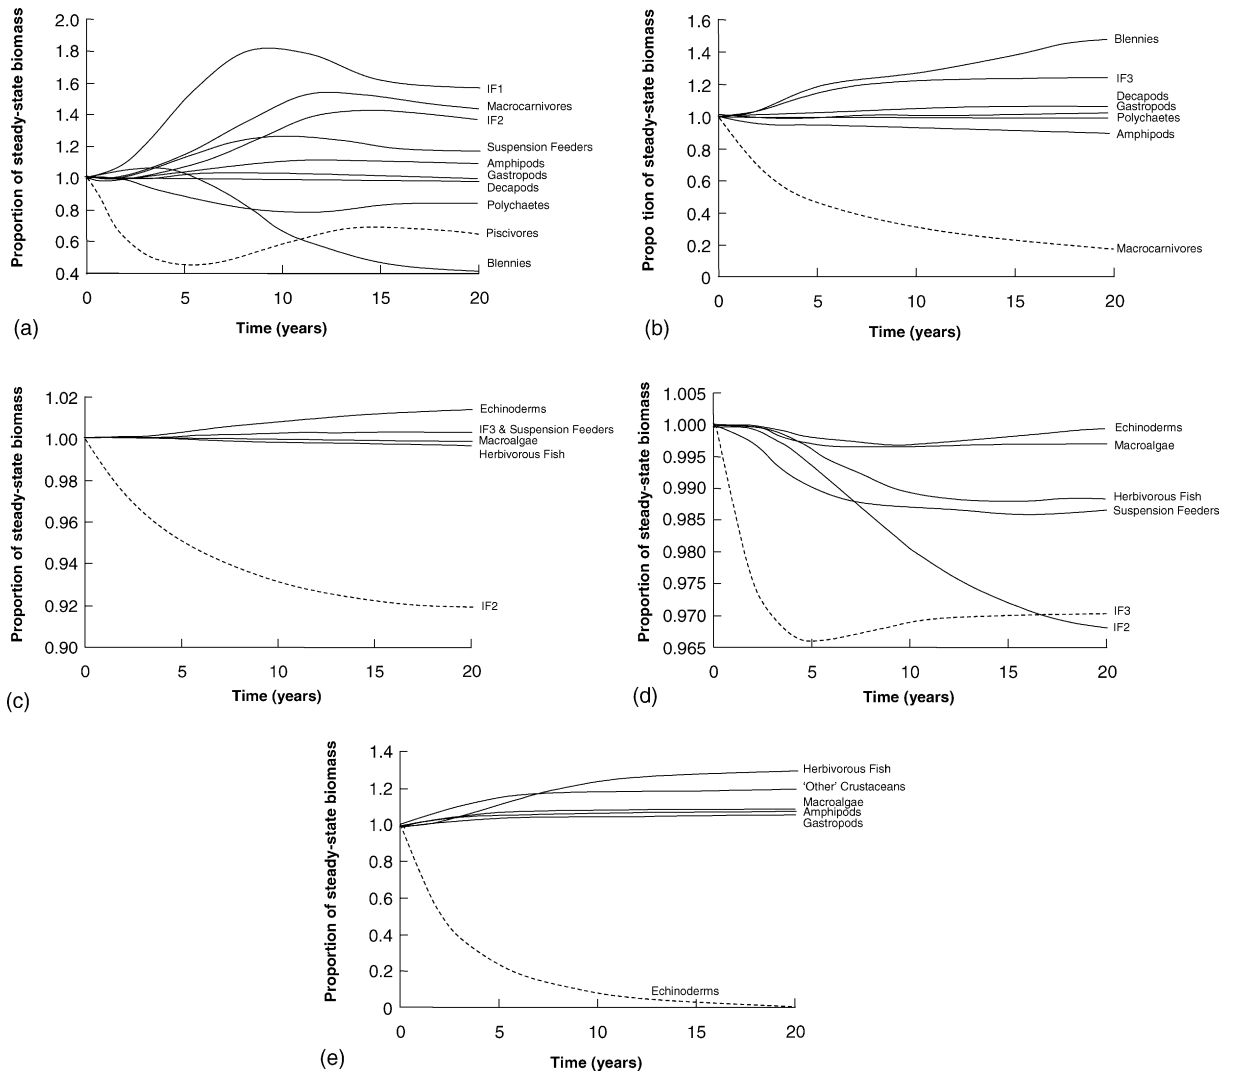 Proportion of steady-state biomass
2.0
1.8
1.6
1.4
1.2
1.0
0.8
0.6
0.4
0
5
10
15
20
IF1
Macrocarnivores
IF2
Suspension Feeders
Amphipods
Gastropods
Decapods
Polychaetes
Piscivores
Blennies
Time (years)
(a)
Propo tion of steady-state biomass
1.6
1.4
1.2
1.0
0.8
0.6
0.4
0.2
0
0
5
10
15
20
Blennies
IF3
Decapods
Gastropods
Polychaetes
Amphipods
Macrocarnivores
Time (years)
(b)
Proportion of steady-state biomass
1.02
1.00
0.98
0.96
0.94
0.92
0.90
0
5
10
15
20
Echinoderms
IF3 & Suspension Feeders
Macroalgae
Herbivorous Fish
IF2
Time (years)
(c)
Proportion of steady-state biomass
1.005
1.000
0.995
0.990
0.985
0.980
0.975
0.970
0.965
0
5
10
15
20
Echinoderms
Macroalgae
Herbivorous Fish
Suspension Feeders
IF3
IF2
Time (years)
(d)
Proportion of steady-state biomass
1.4
1.2
1.0
0.8
0.6
0.4
0.2
0
0
5
10
15
20
Herbivorous Fish
'Other' Crustaceans
Macroalgae
Amphipods
Gastropods
Echinoderms
Time (years)
(e)